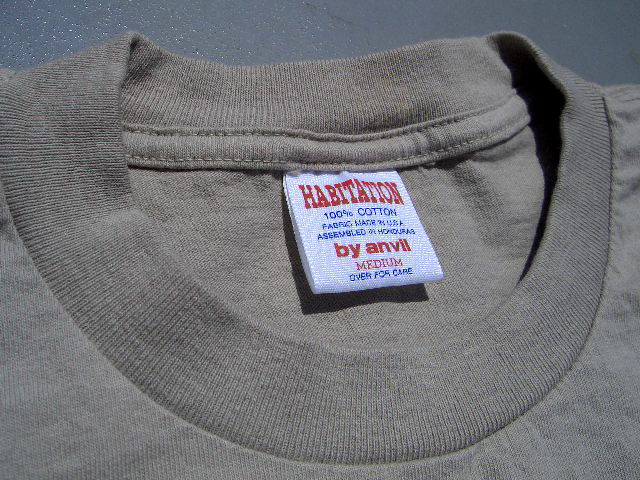 HABITATION
100% COTTON
FABRIC MADE IN U.S.A.
ASSEMBLED IN HONDURAS
by anvil
MEDIUM
OVER FOR CARE